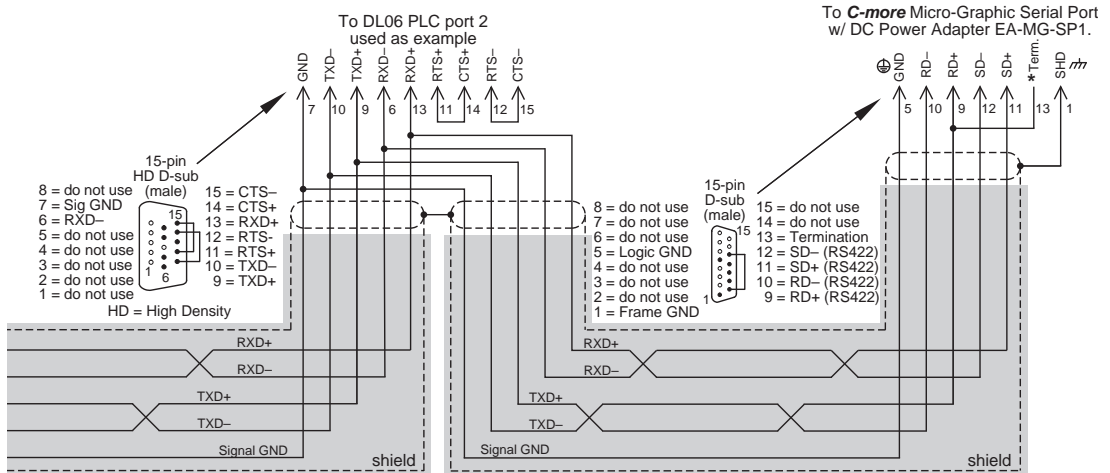 To DL06 PLC port 2
used as example
GND
TXD–
TXD+
RXD–
RXD+
RTS+
CTS+
RTS–
CTS–
7
10
9
6
13
11
14
12
15
To C-more Micro-Graphic Serial Port
w/ DC Power Adapter EA-MG-SP1.
GND
RD–
RD+
SD–
SD+
*Term.
SHD
5
10
9
12
11
13
1
15-pin
HD D-sub
(male)
8 = do not use
7 = Sig GND
6 = RXD–
5 = do not use
4 = do not use
3 = do not use
2 = do not use
1 = do not use
15
1
6
15 = CTS–
14 = CTS+
13 = RXD+
12 = RTS-
11 = RTS+
10 = TXD–
9 = TXD+
HD = High Density
15-pin
D-sub
(male)
8 = do not use
7 = do not use
6 = do not use
5 = Logic GND
4 = do not use
3 = do not use
2 = do not use
1 = Frame GND
15
1
15 = do not use
14 = do not use
13 = Termination
12 = SD– (RS422)
11 = SD+ (RS422)
10 = RD– (RS422)
9 = RD+ (RS422)
RXD+
RXD–
TXD+
TXD–
Signal GND
shield
RXD+
RXD–
TXD+
TXD–
Signal GND
shield